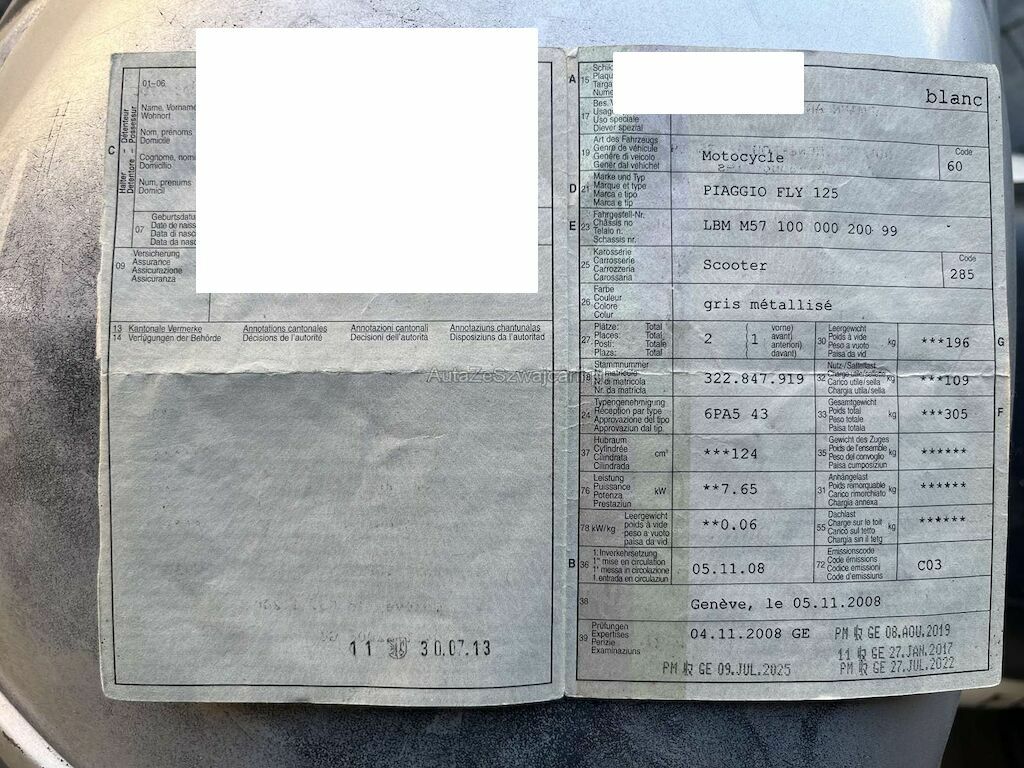 01–06
C
Halter - Détenteur
Detentore - Possessur
Name, Vorname
Wohnort
Nom, prénoms
Domicile
Cognome, nomi
Domicilio
Num, prenums
Domicil
07
Geburtsdatu
Date de naiss
Data di nasc
Data da nasc
09
Versicherung
Assurance
Assicurazione
Assicuranza
13 Kantonale Vermerke Annotations cantonales Annotazioni cantonali Annotaziuns chantunalas
14 Verfügungen der Behörde Décisions de l'autorité Decisioni dell'autorità Disposiziuns da l'autoritad
11 30.07.13
A 15
Schik
Plaqu
Targa
Nume
blanc
17
Bes. V
Usag
Uso speciale
Diever spezial
19
Art des Fahrzeugs
Genre de véhicule
Genere di veicolo
Gener dal vehichel
Motocycle
Code
60
D 21
Marke und Typ
Marque et type
Marca e tipo
Marca e tip
PIAGGIO FLY 125
E 23
Fahrgestell-Nr.
Châssis no
Telaio n.
Schassis nr.
LBM M57 100 000 200 99
25
Karosserie
Carrosserie
Carrozzeria
Carossaria
Scooter
Code
285
26
Farbe
Couleur
Colore
Colur
gris métallisé
27
Plätze: Total
Places: Total
Posti: Totale
Plazs: Total
2 (1
vorne)
avant)
anteriori)
davant)
30
Leergewicht
Poids à vide
Peso a vuoto
Paisa da vid
kg
***196
G
18
Stammnummer
N° matricule
N. di matricola
Nr. da matricla
322.847.919
32
Nutz-/Sattellast
Charge utile/sellette
Carico utile/sella
Chargia utila/sella
kg
***109
24
Typengenehmigung
Réception par type
Approvazione del tipo
Approvaziun dal tip
6PA5 43
33
Gesamtgewicht
Poids total
Peso totale
Paisa totala
kg
***305
F
37
Hubraum
Cylindrée
Cilindrata
Cilindrada
cm³
***124
35
Gewicht des Zuges
Poids de l'ensemble
Peso del convoglio
Paisa cumposiziun
kg
******
76
Leistung
Puissance
Potenza
Prestaziun
kW
**7.65
31
Anhängelast
Poids remorquable
Carico rimorchiato
Chargia annexa
kg
******
78 kW/kg
Leergewicht
poids à vide
peso a vuoto
paisa da vid
**0.06
55
Dachlast
Charge sur le toit
Carico sul tetto
Chargia sin il tetg
kg
******
B 36
1. Inverkehrsetzung
1re mise en circulation
1a messa in circolazione
1. entrada en circulaziun
05.11.08
72
Emissionscode
Code émissions
Codice emissioni
Code d'emissiuns
C03
38
Genève, le 05.11.2008
39
Prüfungen
Expertises
Perizie
Examinaziuns
04.11.2008 GE
PM GE 08.AOU.2019
11 GE 27.JAN.2017
PM GE 09.JUL.2025
PM GE 27.JUL.2022